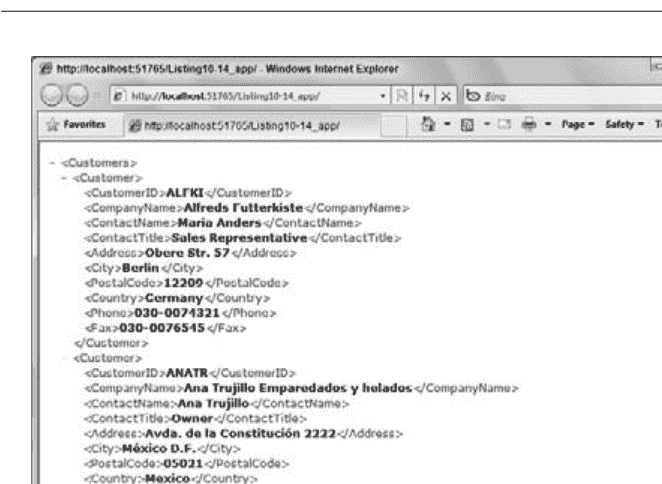 http://localhost:51765/Listing10-14_app/ - Windows Internet Explorer
http://localhost:51765/Listing10-14_app/
Bing
Favorites
http://localhost:51765/Listing10-14_app/
Page
Safety
- <Customers>
- <Customer>
<CustomerID>ALFKI</CustomerID>
<CompanyName>Alfreds Futterkiste</CompanyName>
<ContactName>Maria Anders</ContactName>
<ContactTitle>Sales Representative</ContactTitle>
<Address>Obere Str. 57</Address>
<City>Berlin</City>
<PostalCode>12209</PostalCode>
<Country>Germany</Country>
<Phone>030-0074321</Phone>
<Fax>030-0076545</Fax>
</Customer>
<Customer>
<CustomerID>ANATR</CustomerID>
<CompanyName>Ana Trujillo Emparedados y helados</CompanyName>
<ContactName>Ana Trujillo</ContactName>
<ContactTitle>Owner</ContactTitle>
<Address>Avda. de la Constitución 2222</Address>
<City>México D.F.</City>
<PostalCode>05021</PostalCode>
<Country>Mexico</Country>